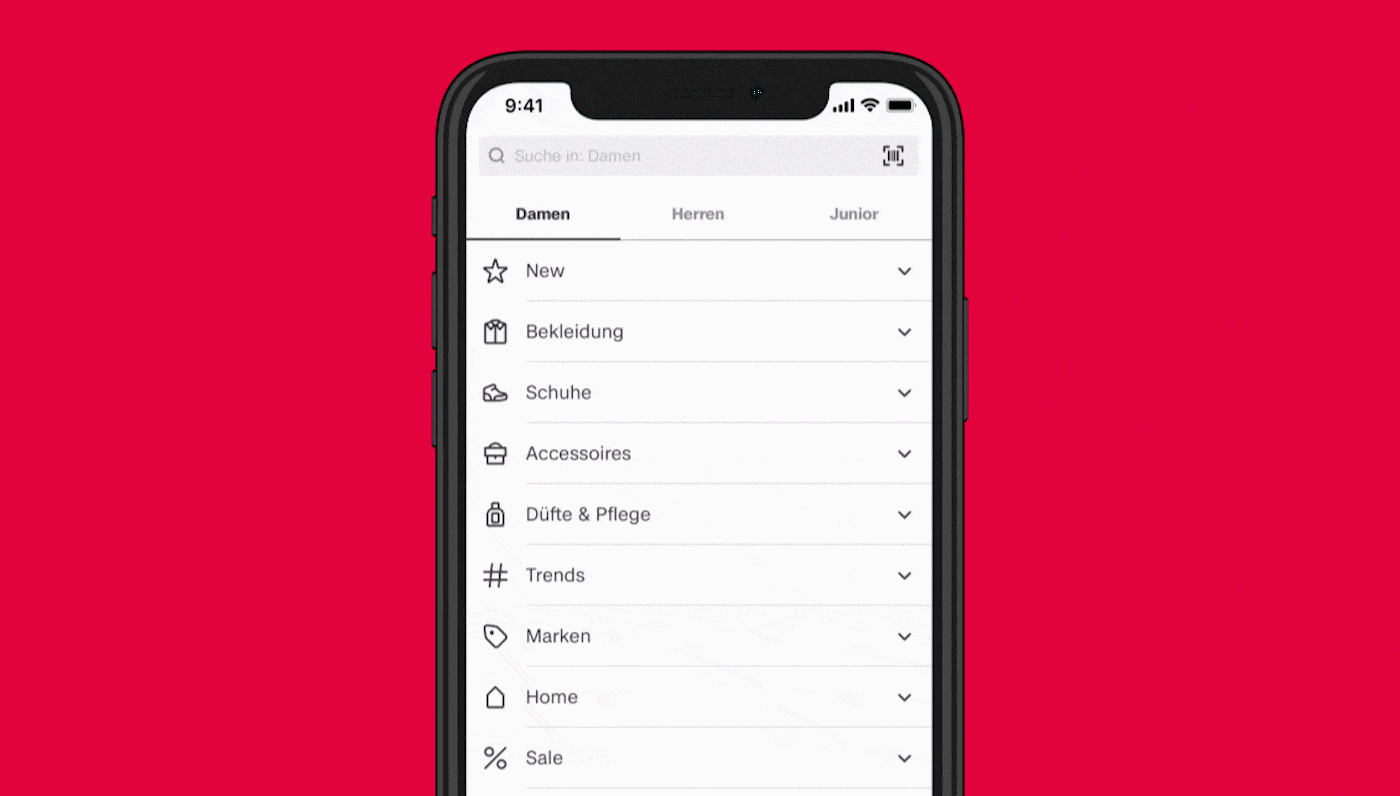 9:41
Suche in: Damen
Damen Herren Junior
New
Bekleidung
Schuhe
Accessoires
Düfte & Pflege
Trends
Marken
Home
Sale